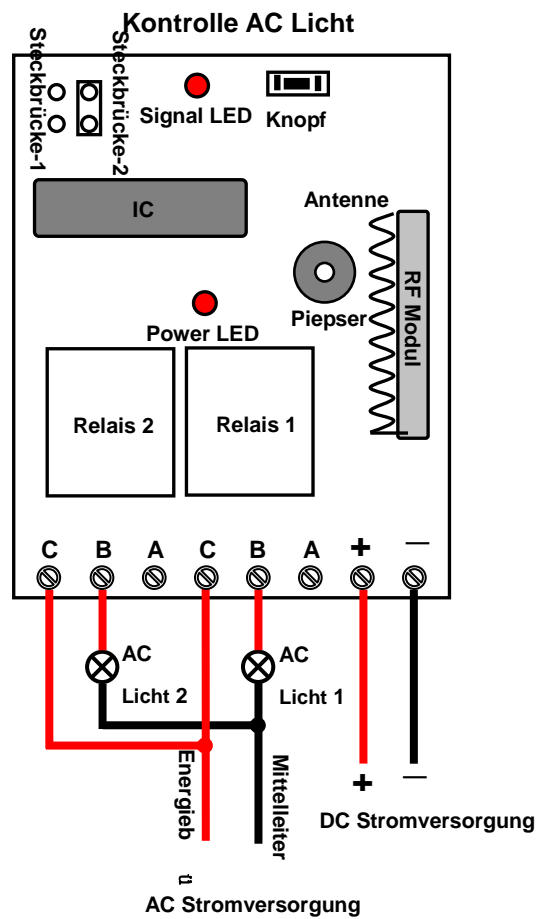 Kontrolle AC Licht
Steckbrücke-1
Steckbrücke-2
Signal LED
Knopf
IC
Antenne
RF Modul
Piepser
Power LED
Relais 2
Relais 1
C B A C B A + —
AC
Licht 2
AC
Licht 1
Energieb
ü
Mittelleiter
+ —
DC Stromversorgung
AC Stromversorgung